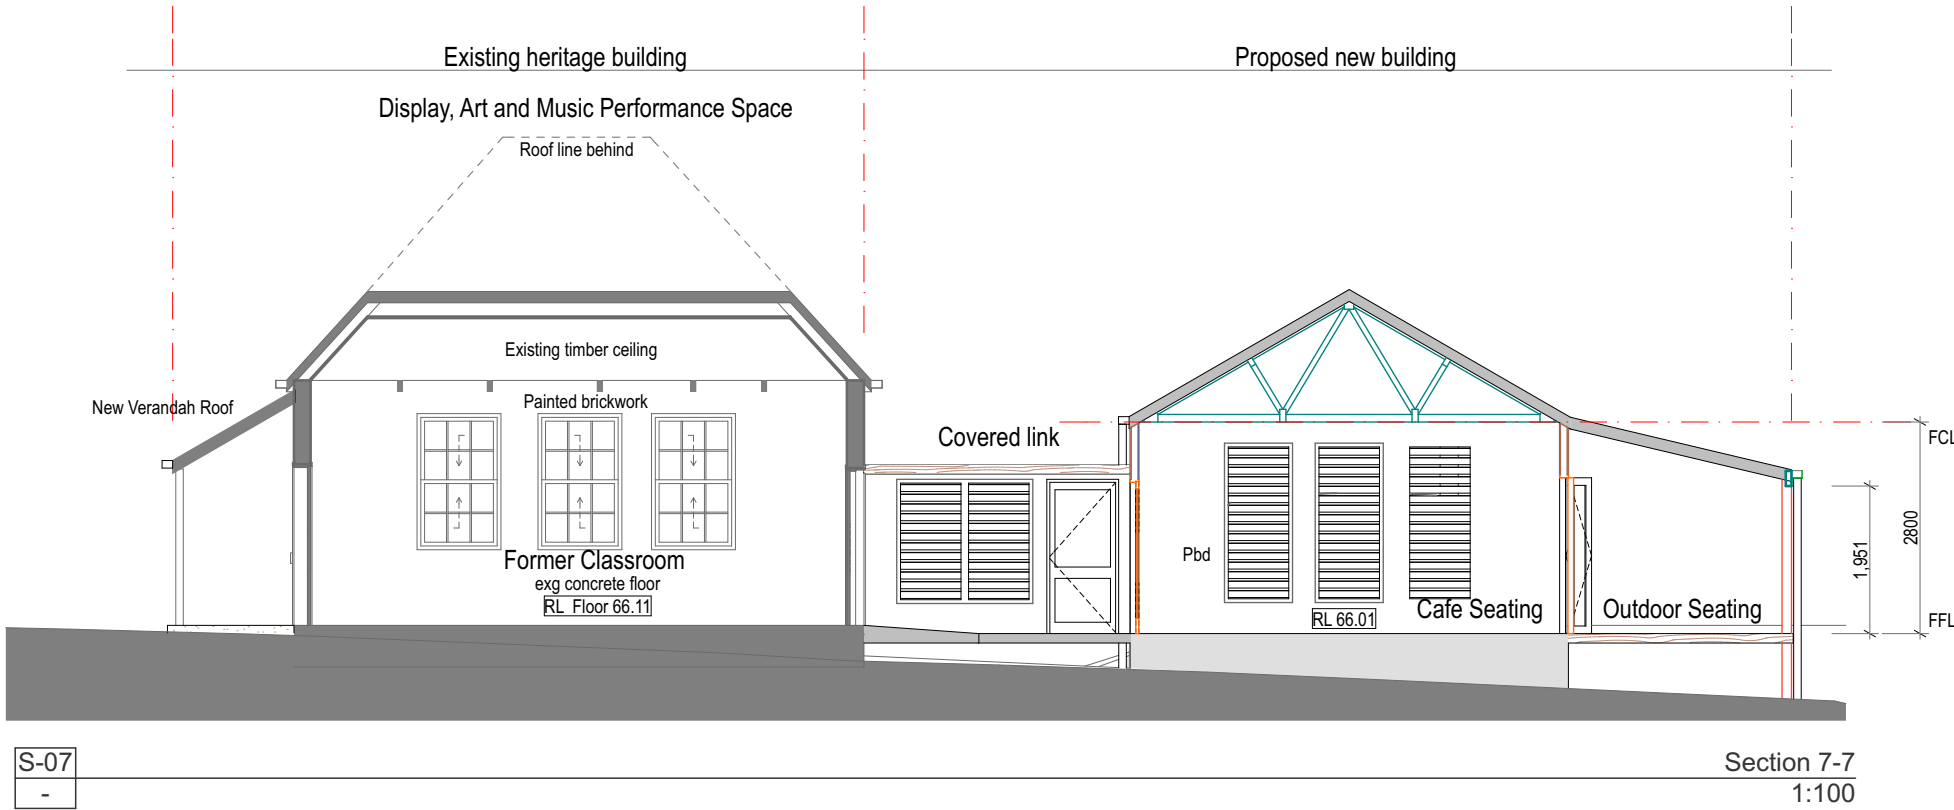 Existing heritage building
Proposed new building
Display, Art and Music Performance Space
Roof line behind
Existing timber ceiling
New Verandah Roof
Painted brickwork
Covered link
FCL
2800
1,951
Pbd
Former Classroom
exg concrete floor
RL Floor 66.11
RL 66.01
Cafe Seating
Outdoor Seating
FFL
S-07
-
Section 7-7
1:100